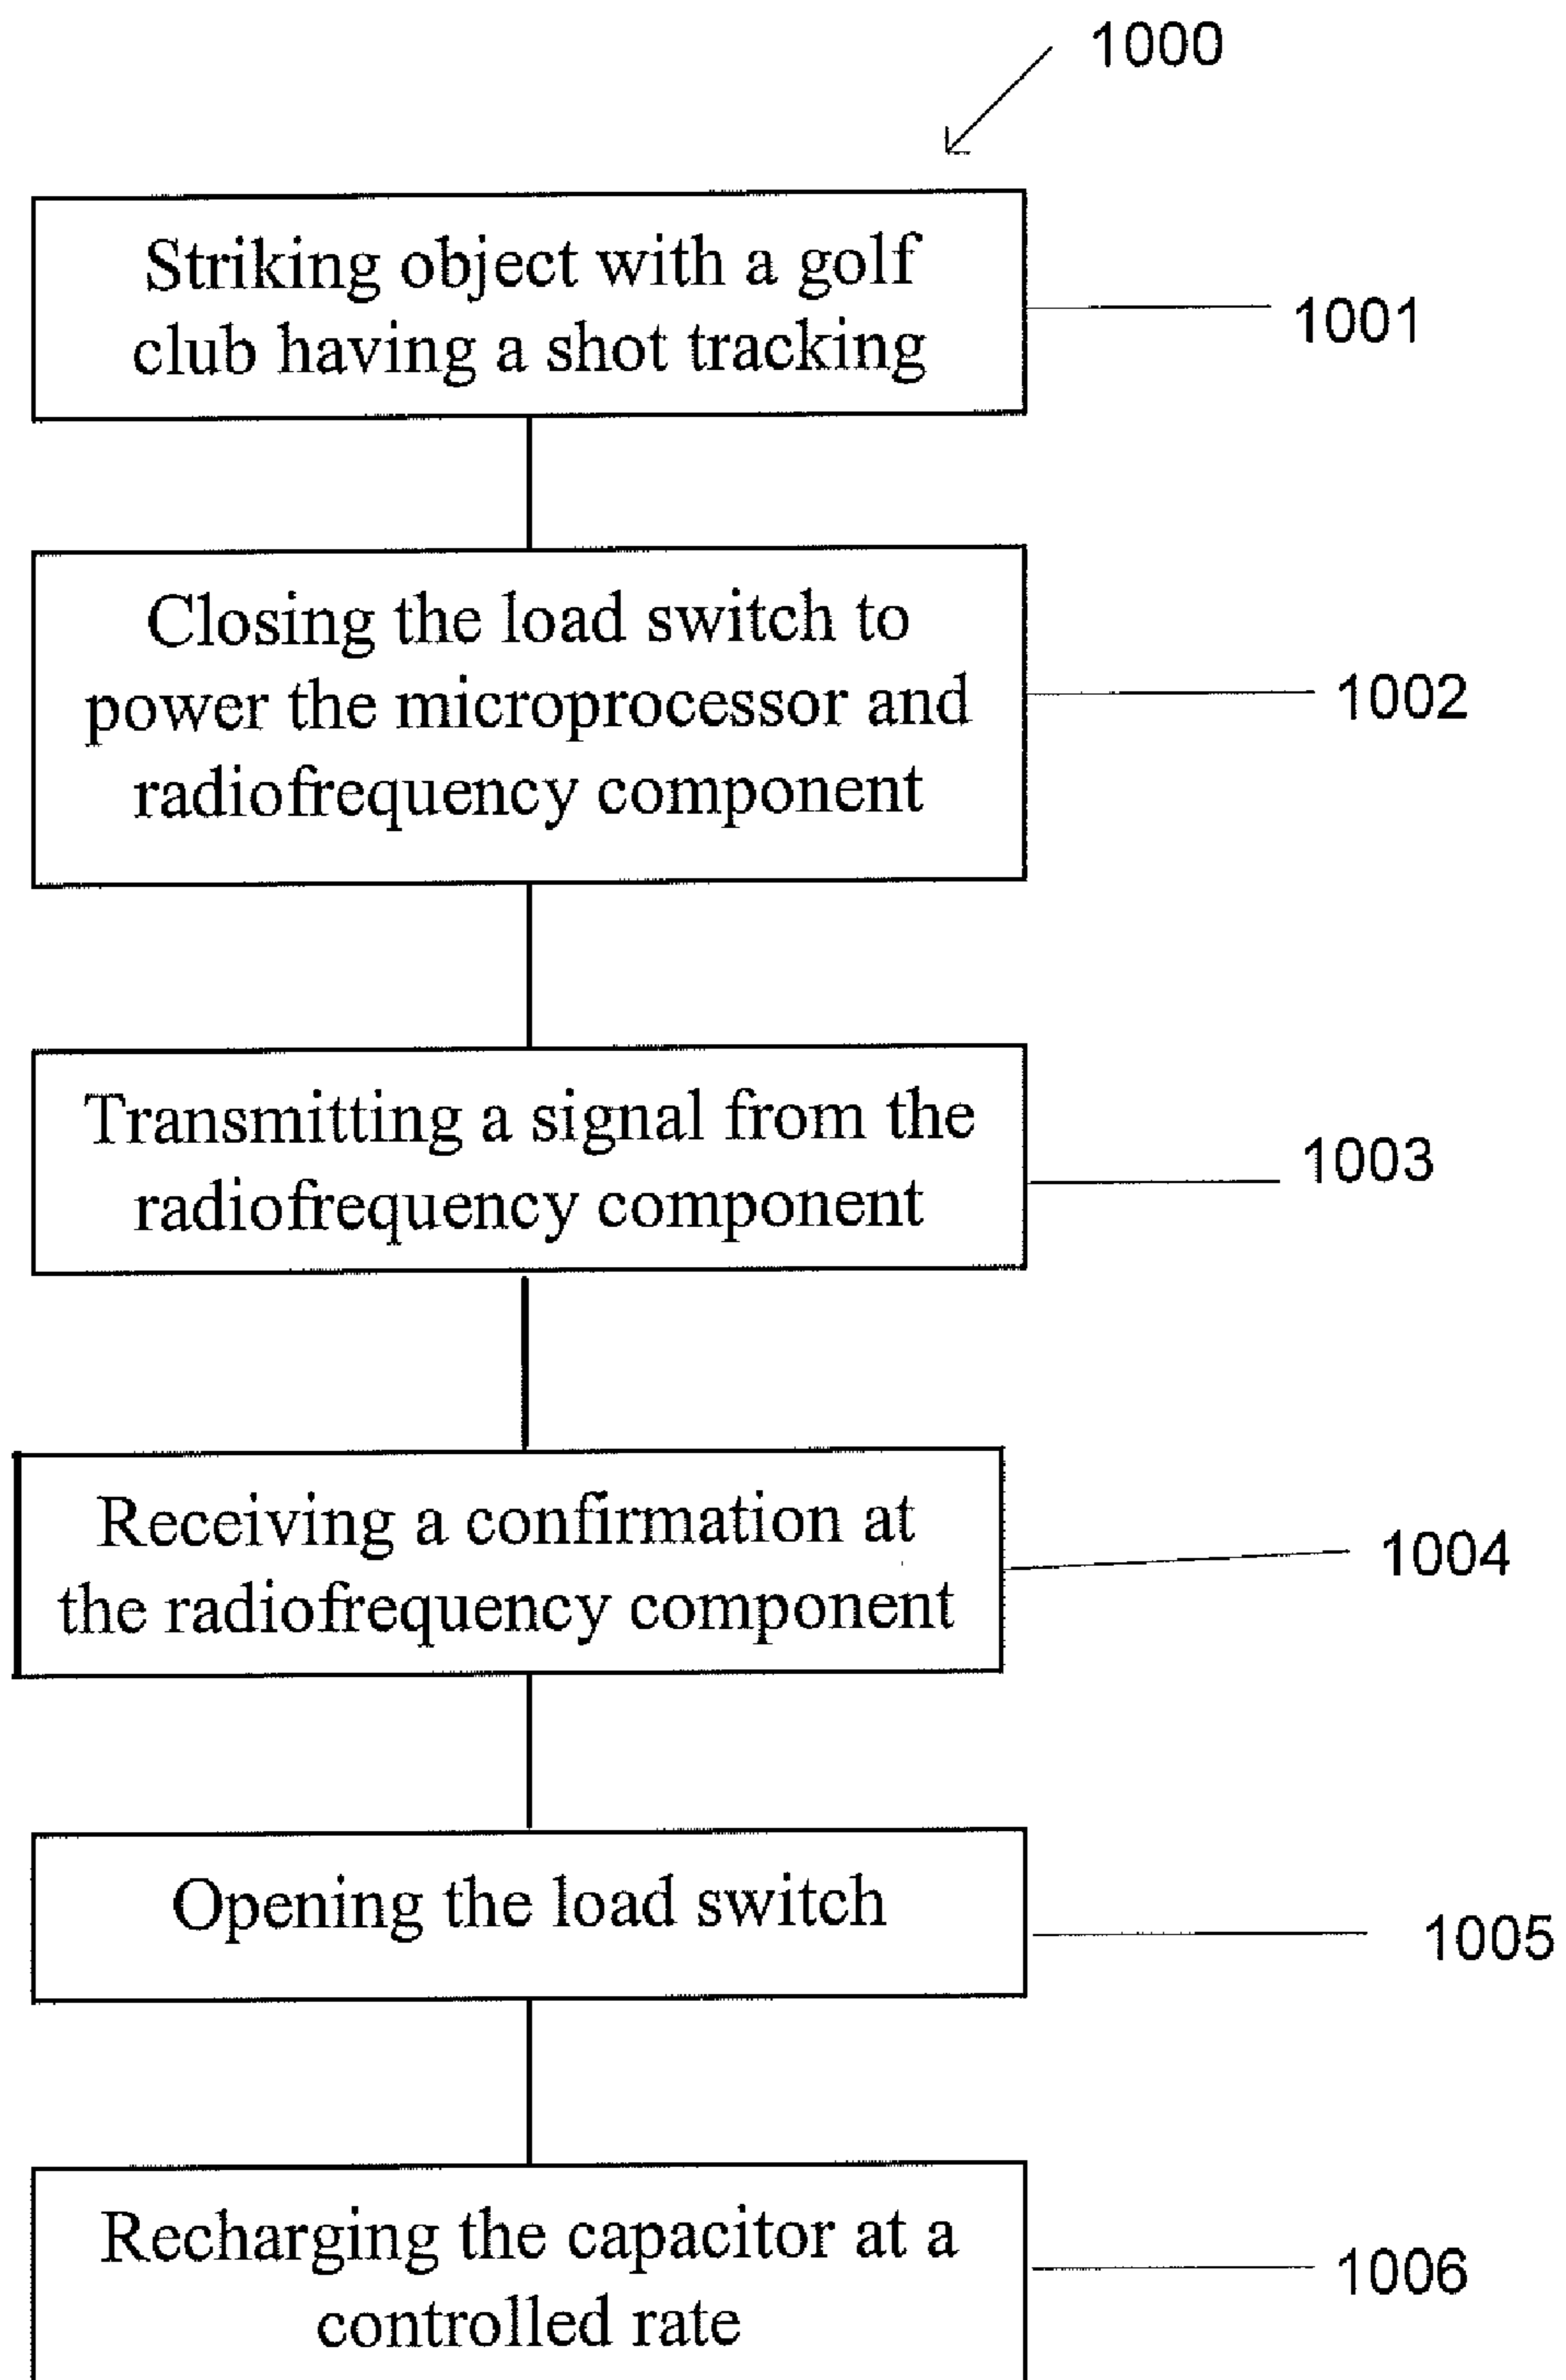 1000
Striking object with a golf
club having a shot tracking
1001
Closing the load switch to
power the microprocessor and
radiofrequency component
1002
Transmitting a signal from the
radiofrequency component
1003
Receiving a confirmation at
the radiofrequency component
1004
Opening the load switch
1005
Recharging the capacitor at a
controlled rate
1006